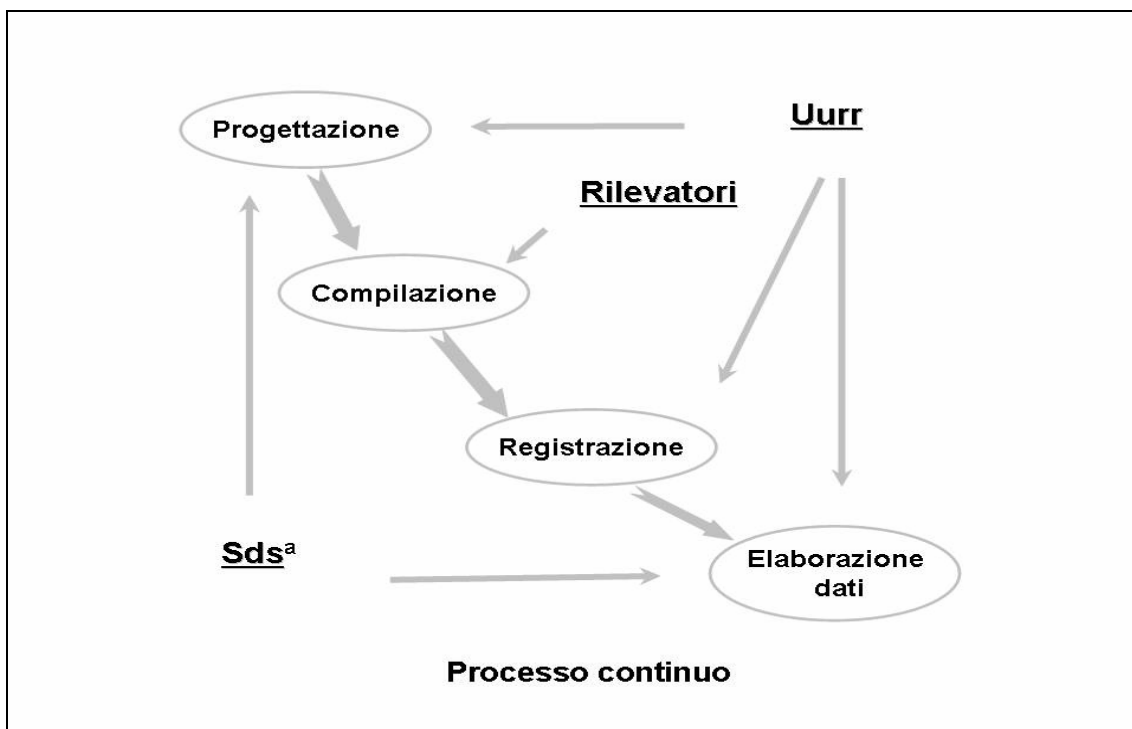 Uurr
Progettazione
Rilevatori
Compilazione
Registrazione
Sdsª
Elaborazione
dati
Processo continuo